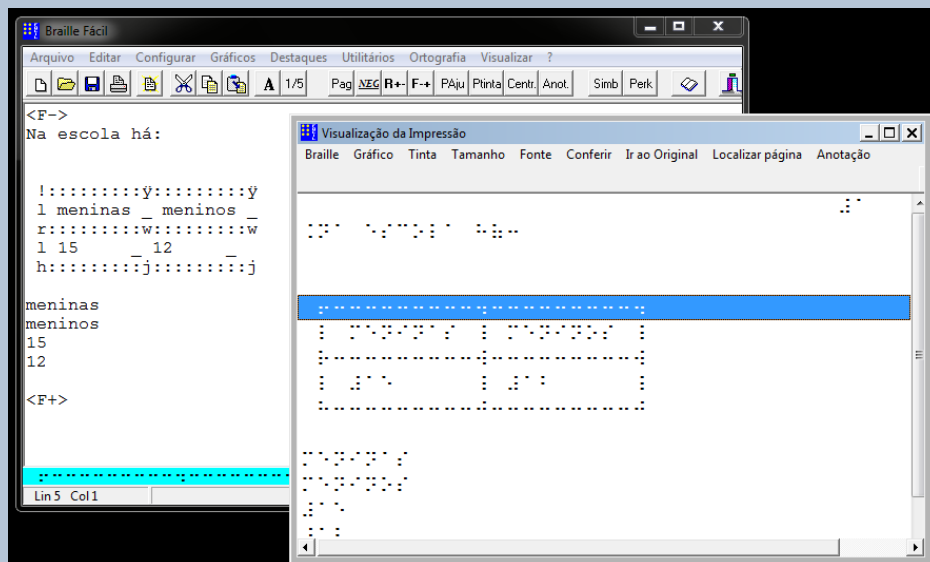 Braille Fácil
Arquivo Editar Configurar Gráficos Destaques Utilitários Ortografia Visualizar ?
A 1/5 Pag NEG R+- F-+ PAju Ptinta Centr. Anot. Simb Perk
<F->
Na escola há:
!:::::::::ÿ:::::::::ÿ
l meninas _ meninos _
r:::::::::w:::::::::w
l 15      _ 12      _
h:::::::::j:::::::::j
meninas
meninos
15
12
<F+>
Lin 5 Col 1
Visualização da Impressão
Braille Gráfico Tinta Tamanho Fonte Conferir Ir ao Original Localizar página Anotação
⠼⠁
⠨⠝⠁ ⠑⠎⠉⠕⠇⠁ ⠓⠷⠒
⠖⠒⠒⠒⠒⠒⠒⠒⠒⠒⠲⠒⠒⠒⠒⠒⠒⠒⠒⠒⠲
⠇ ⠍⠑⠝⠊⠝⠁⠎ ⠸ ⠍⠑⠝⠊⠝⠕⠎ ⠸
⠗⠒⠒⠒⠒⠒⠒⠒⠒⠒⠺⠒⠒⠒⠒⠒⠒⠒⠒⠒⠺
⠇ ⠼⠁⠑ ⠸ ⠼⠁⠃ ⠸
⠓⠒⠒⠒⠒⠒⠒⠒⠒⠒⠚⠒⠒⠒⠒⠒⠒⠒⠒⠒⠚
⠍⠑⠝⠊⠝⠁⠎
⠍⠑⠝⠊⠝⠕⠎
⠼⠁⠑
⠼⠁⠃